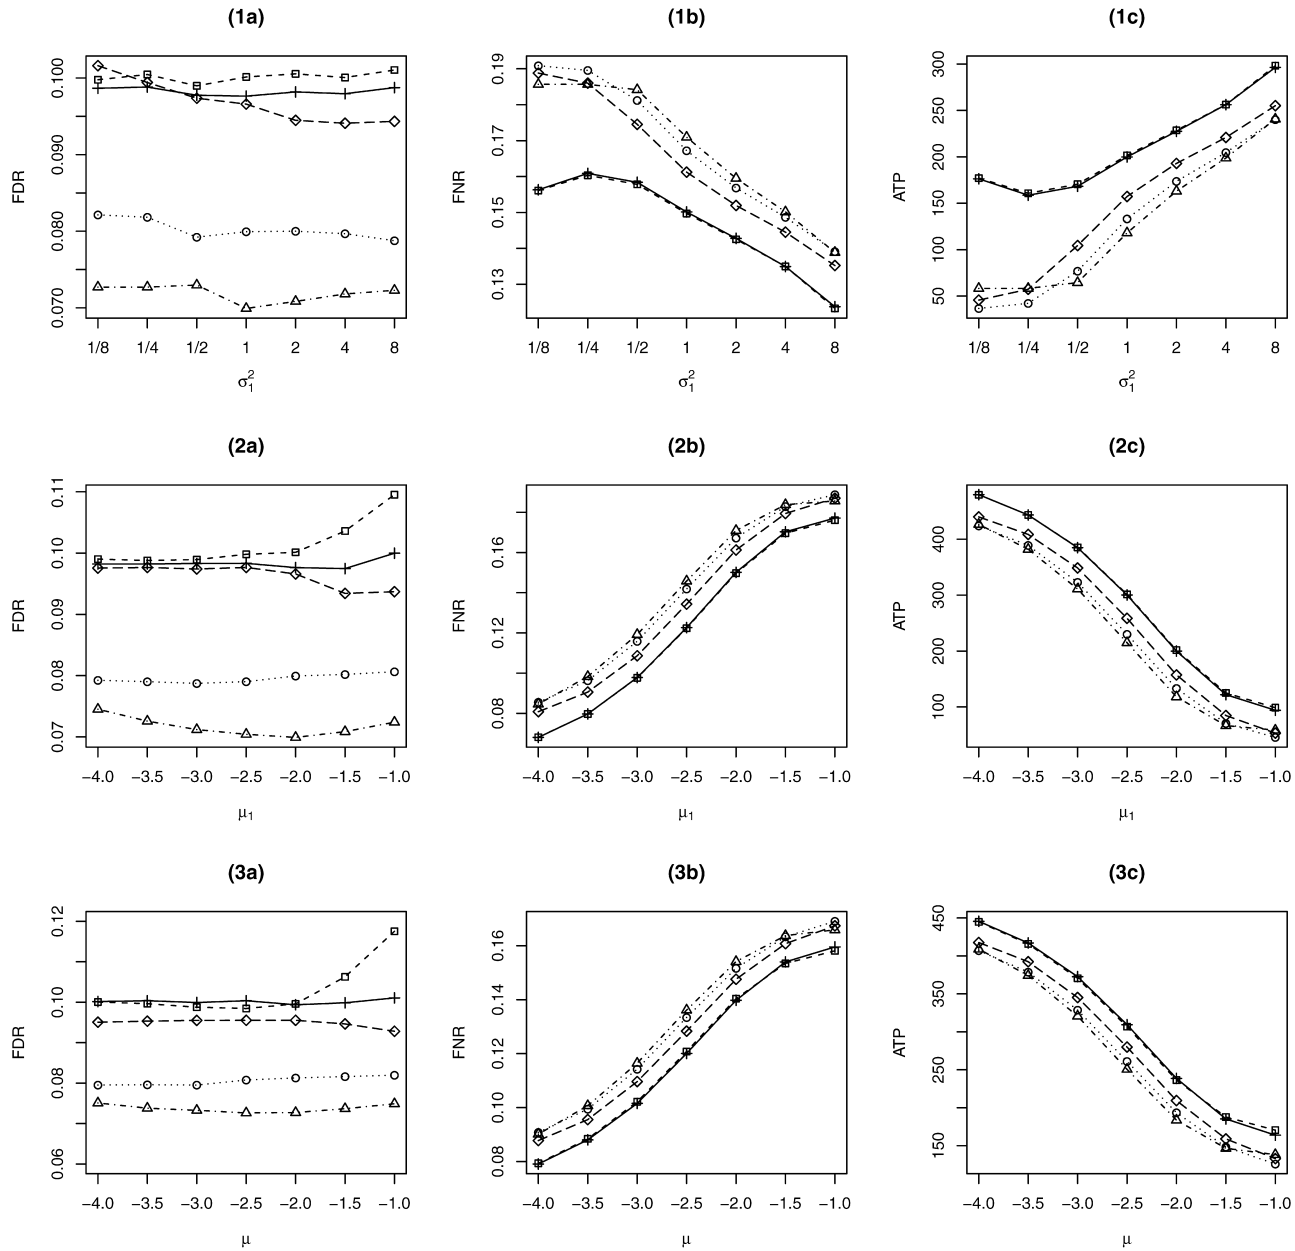 (1a) (1b) (1c)
FDR 0.070 0.080 0.090 0.100
1/8 1/4 1/2 1 2 4 8
σ₁²
FNR 0.13 0.15 0.17 0.19
1/8 1/4 1/2 1 2 4 8
σ₁²
ATP 50 100 150 200 250 300
1/8 1/4 1/2 1 2 4 8
σ₁²
(2a) (2b) (2c)
FDR 0.07 0.08 0.09 0.10 0.11
−4.0 −3.5 −3.0 −2.5 −2.0 −1.5 −1.0
μ₁
FNR 0.08 0.12 0.16
−4.0 −3.5 −3.0 −2.5 −2.0 −1.5 −1.0
μ₁
ATP 100 200 300 400
−4.0 −3.5 −3.0 −2.5 −2.0 −1.5 −1.0
μ₁
(3a) (3b) (3c)
FDR 0.06 0.08 0.10 0.12
−4.0 −3.5 −3.0 −2.5 −2.0 −1.5 −1.0
μ
FNR 0.08 0.10 0.12 0.14 0.16
−4.0 −3.5 −3.0 −2.5 −2.0 −1.5 −1.0
μ
ATP 150 250 350 450
−4.0 −3.5 −3.0 −2.5 −2.0 −1.5 −1.0
μ